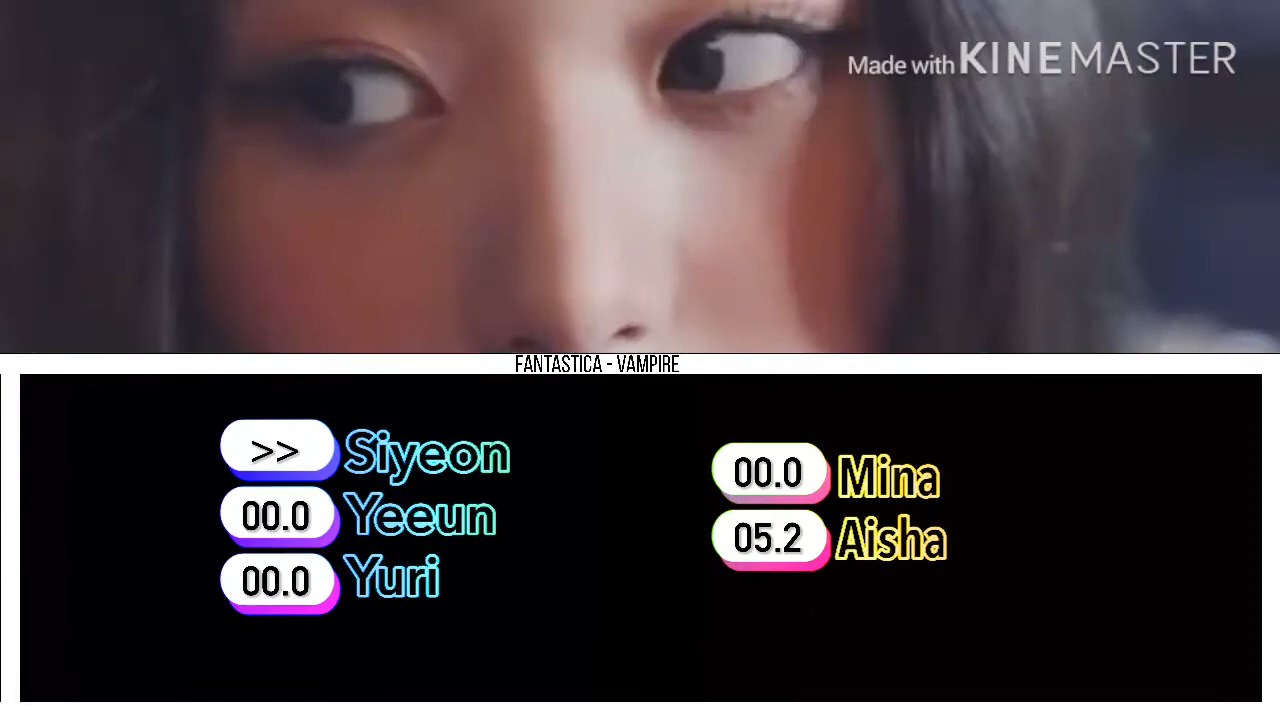 Made with KINEMASTER
FANTASTICA - VAMPIRE
>> Siyeon
00.0 Yeeun
00.0 Yuri
00.0 Mina
05.2 Aisha